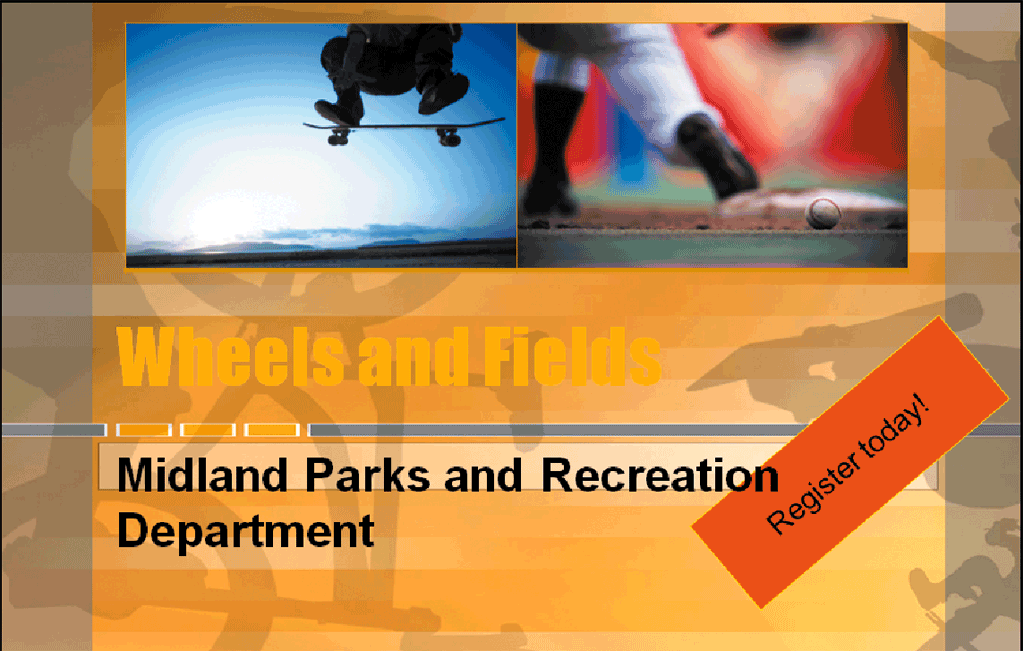 Wheels and Fields
Midland Parks and Recreation
Department
Register today!